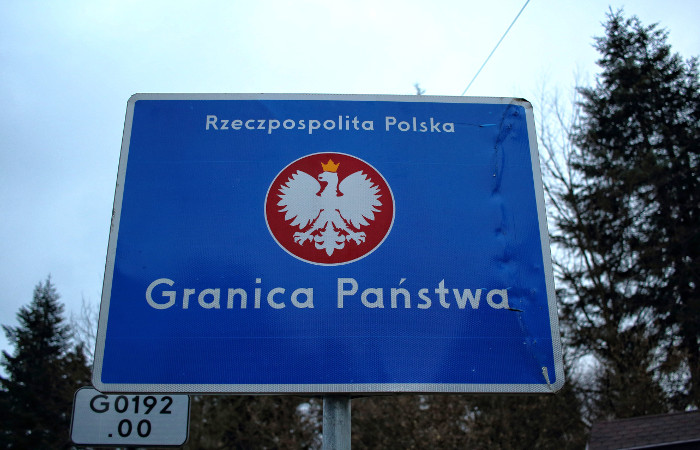 Rzeczpospolita Polska
Granica Państwa
G0192
.00